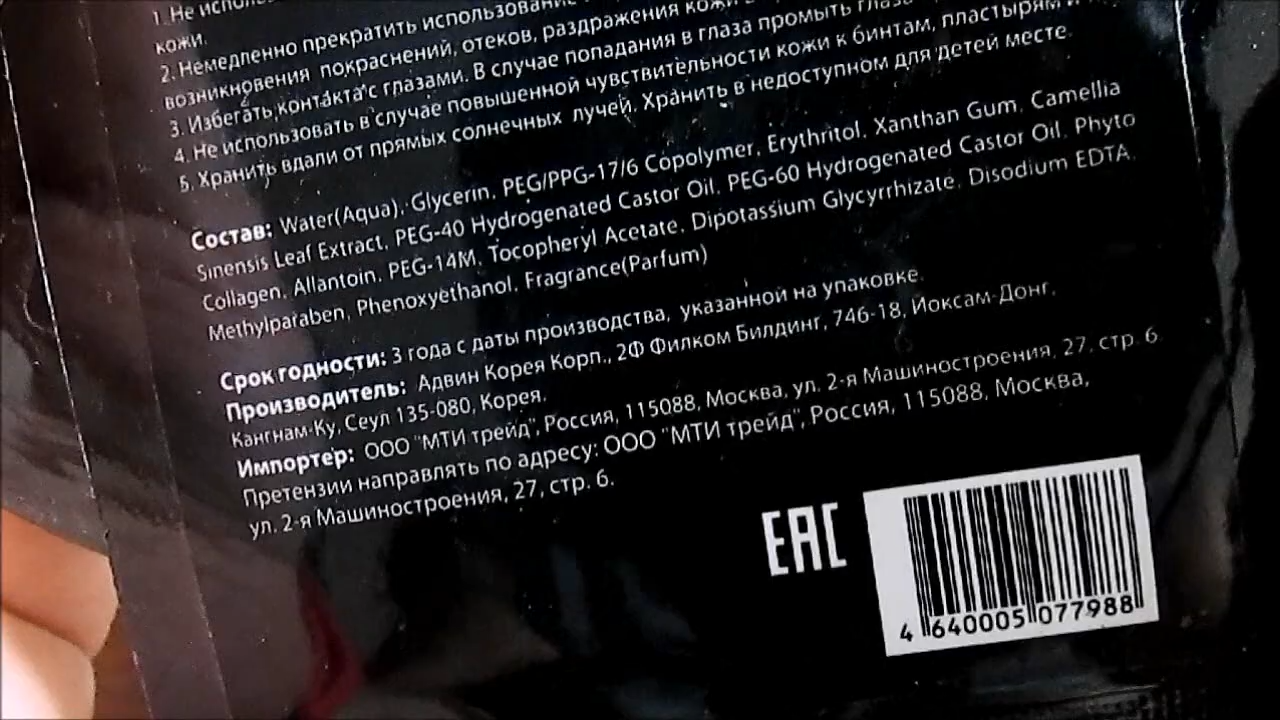 1. Не
кожи.
2. Немедленно прекратить использование
возникновения покраснений, отеков, раздражения кожи
3. Избегать контакта с глазами. В случае попадания в глаза промыть глаза
4. Не использовать в случае повышенной чувствительности кожи к бинтам, пластырям и
5. Хранить вдали от прямых солнечных лучей. Хранить в недоступном для детей месте.
Состав: Water(Aqua), Glycerin, PEG/PPG-17/6 Copolymer, Erythritol, Xanthan Gum, Camellia
Sinensis Leaf Extract, PEG-40 Hydrogenated Castor Oil, PEG-60 Hydrogenated Castor Oil, Phyto
Collagen, Allantoin, PEG-14M, Tocopheryl Acetate, Dipotassium Glycyrrhizate, Disodium EDTA,
Methylparaben, Phenoxyethanol, Fragrance(Parfum)
Срок годности: 3 года с даты производства, указанной на упаковке.
Производитель: Адвин Корея Корп., 2Ф Филком Билдинг, 746-18, Йоксам-Донг,
Кангнам-Ку, Сеул 135-080, Корея.
Импортер: ООО "МТИ трейд", Россия, 115088, Москва, ул. 2-я Машиностроения, 27, стр. 6.
Претензии направлять по адресу: ООО "МТИ трейд", Россия, 115088, Москва,
ул. 2-я Машиностроения, 27, стр. 6.
EAC
4 640005 077988